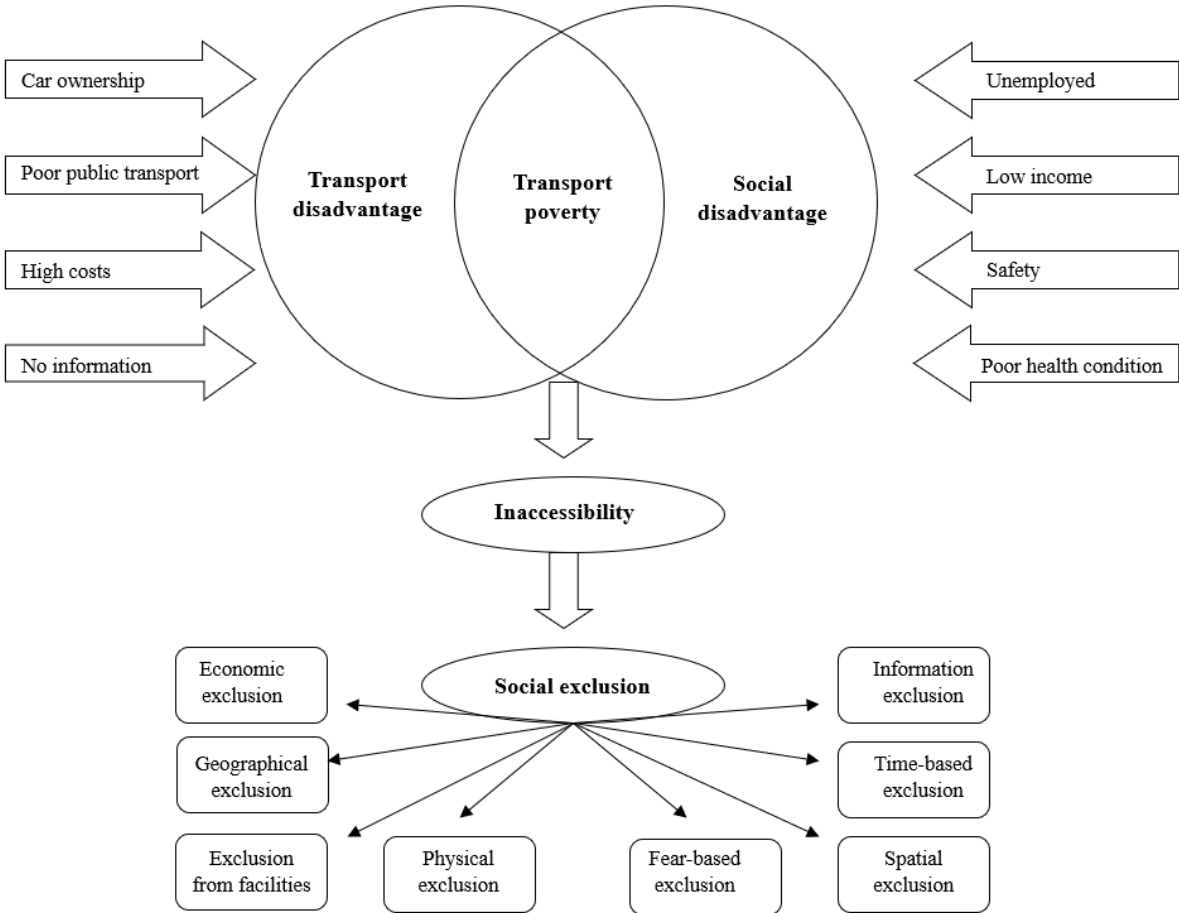 Car ownership
Unemployed
Poor public transport
Low income
Transport
disadvantage
Transport
poverty
Social
disadvantage
High costs
Safety
No information
Poor health condition
Inaccessibility
Social exclusion
Economic
exclusion
Information
exclusion
Geographical
exclusion
Time-based
exclusion
Exclusion
from facilities
Physical
exclusion
Fear-based
exclusion
Spatial
exclusion